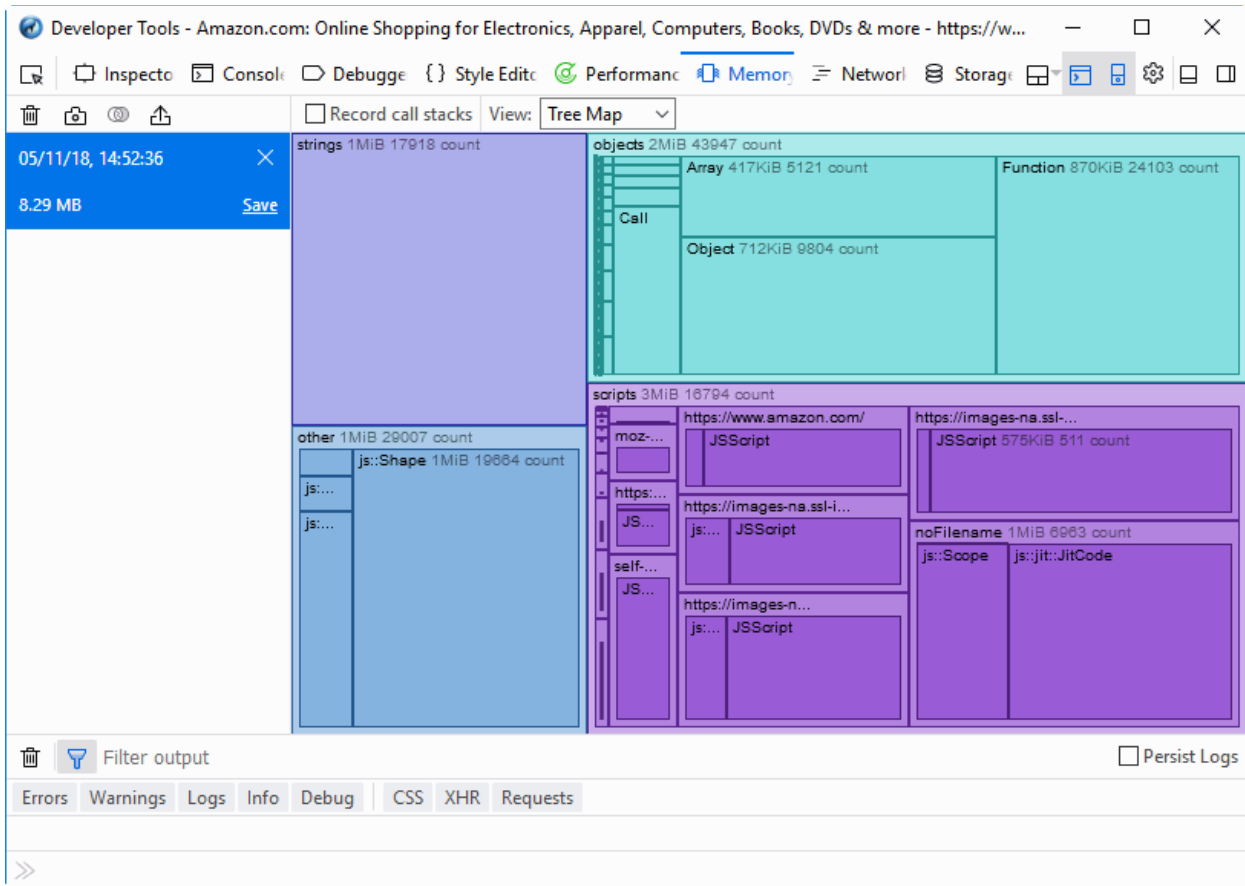 Developer Tools - Amazon.com: Online Shopping for Electronics, Apparel, Computers, Books, DVDs & more - https://w...
Inspecto Console Debugge { } Style Edito Performanc Memory Network Storage
Record call stacks View: Tree Map
05/11/18, 14:52:36
8.29 MB Save
strings 1MiB 17918 count
other 1MiB 29007 count
js::Shape 1MiB 19664 count
js:...
js:...
objects 2MiB 43947 count
Array 417KiB 5121 count
Function 870KiB 24103 count
Call
Object 712KiB 9804 count
scripts 3MiB 16794 count
moz-...
https:...
JS...
self-...
JS...
https://www.amazon.com/
JSScript
https://images-na.ssl-i...
js:... JSScript
https://images-n...
js:... JSScript
https://images-na.ssl-...
JSScript 575KiB 511 count
noFilename 1MiB 6963 count
js::Scope js::jit::JitCode
Filter output Persist Logs
Errors Warnings Logs Info Debug CSS XHR Requests